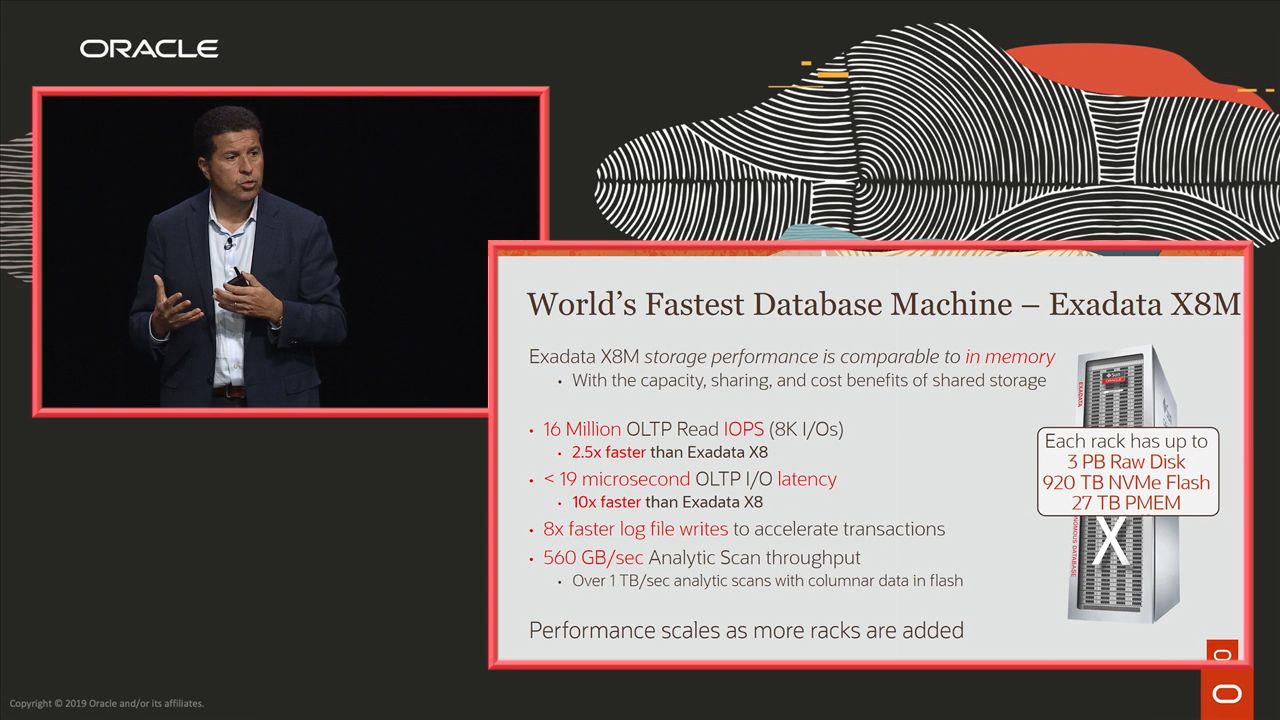 ORACLE
World's Fastest Database Machine – Exadata X8M
Exadata X8M storage performance is comparable to in memory
• With the capacity, sharing, and cost benefits of shared storage
• 16 Million OLTP Read IOPS (8K I/Os)
• 2.5x faster than Exadata X8
• < 19 microsecond OLTP I/O latency
• 10x faster than Exadata X8
• 8x faster log file writes to accelerate transactions
• 560 GB/sec Analytic Scan throughput
• Over 1 TB/sec analytic scans with columnar data in flash
Performance scales as more racks are added
ORACLE
EXADATA
Each rack has up to
3 PB Raw Disk
920 TB NVMe Flash
27 TB PMEM
X
DATABASE
Copyright © 2019 Oracle and/or its affiliates.